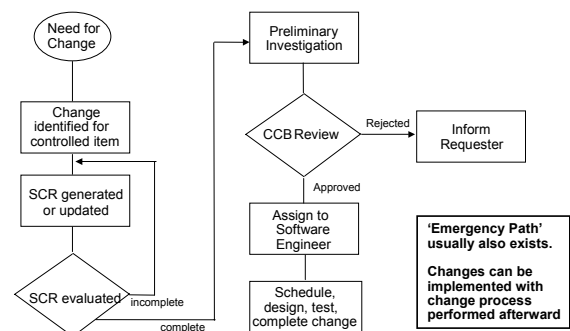 Need for
Change
Change
identified for
controlled item
SCR generated
or updated
SCR evaluated
incomplete
complete
Preliminary
Investigation
CCB Review
Rejected
Inform
Requester
Approved
Assign to
Software
Engineer
Schedule,
design, test,
complete change
‘Emergency Path’
usually also exists.
Changes can be
implemented with
change process
performed afterward